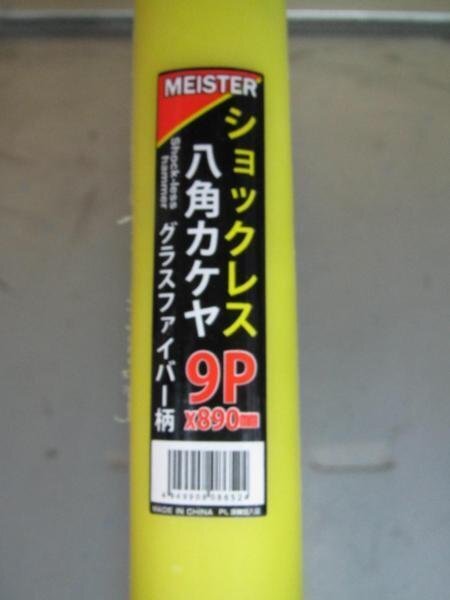 MEISTER
ショックレス
八角カケヤ
Shock-less
hammer
グラスファイバー柄
9P
x890mm
MADE IN CHINA PL